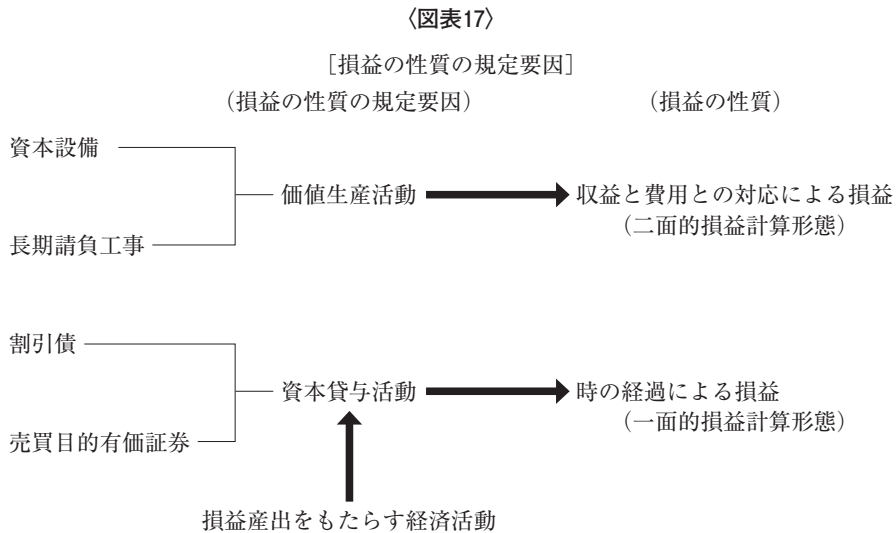 〈図表17〉
［損益の性質の規定要因］
（損益の性質の規定要因）
（損益の性質）
資本設備
価値生産活動
収益と費用との対応による損益
（二面的損益計算形態）
長期請負工事
割引債
資本貸与活動
時の経過による損益
（一面的損益計算形態）
売買目的有価証券
損益産出をもたらす経済活動